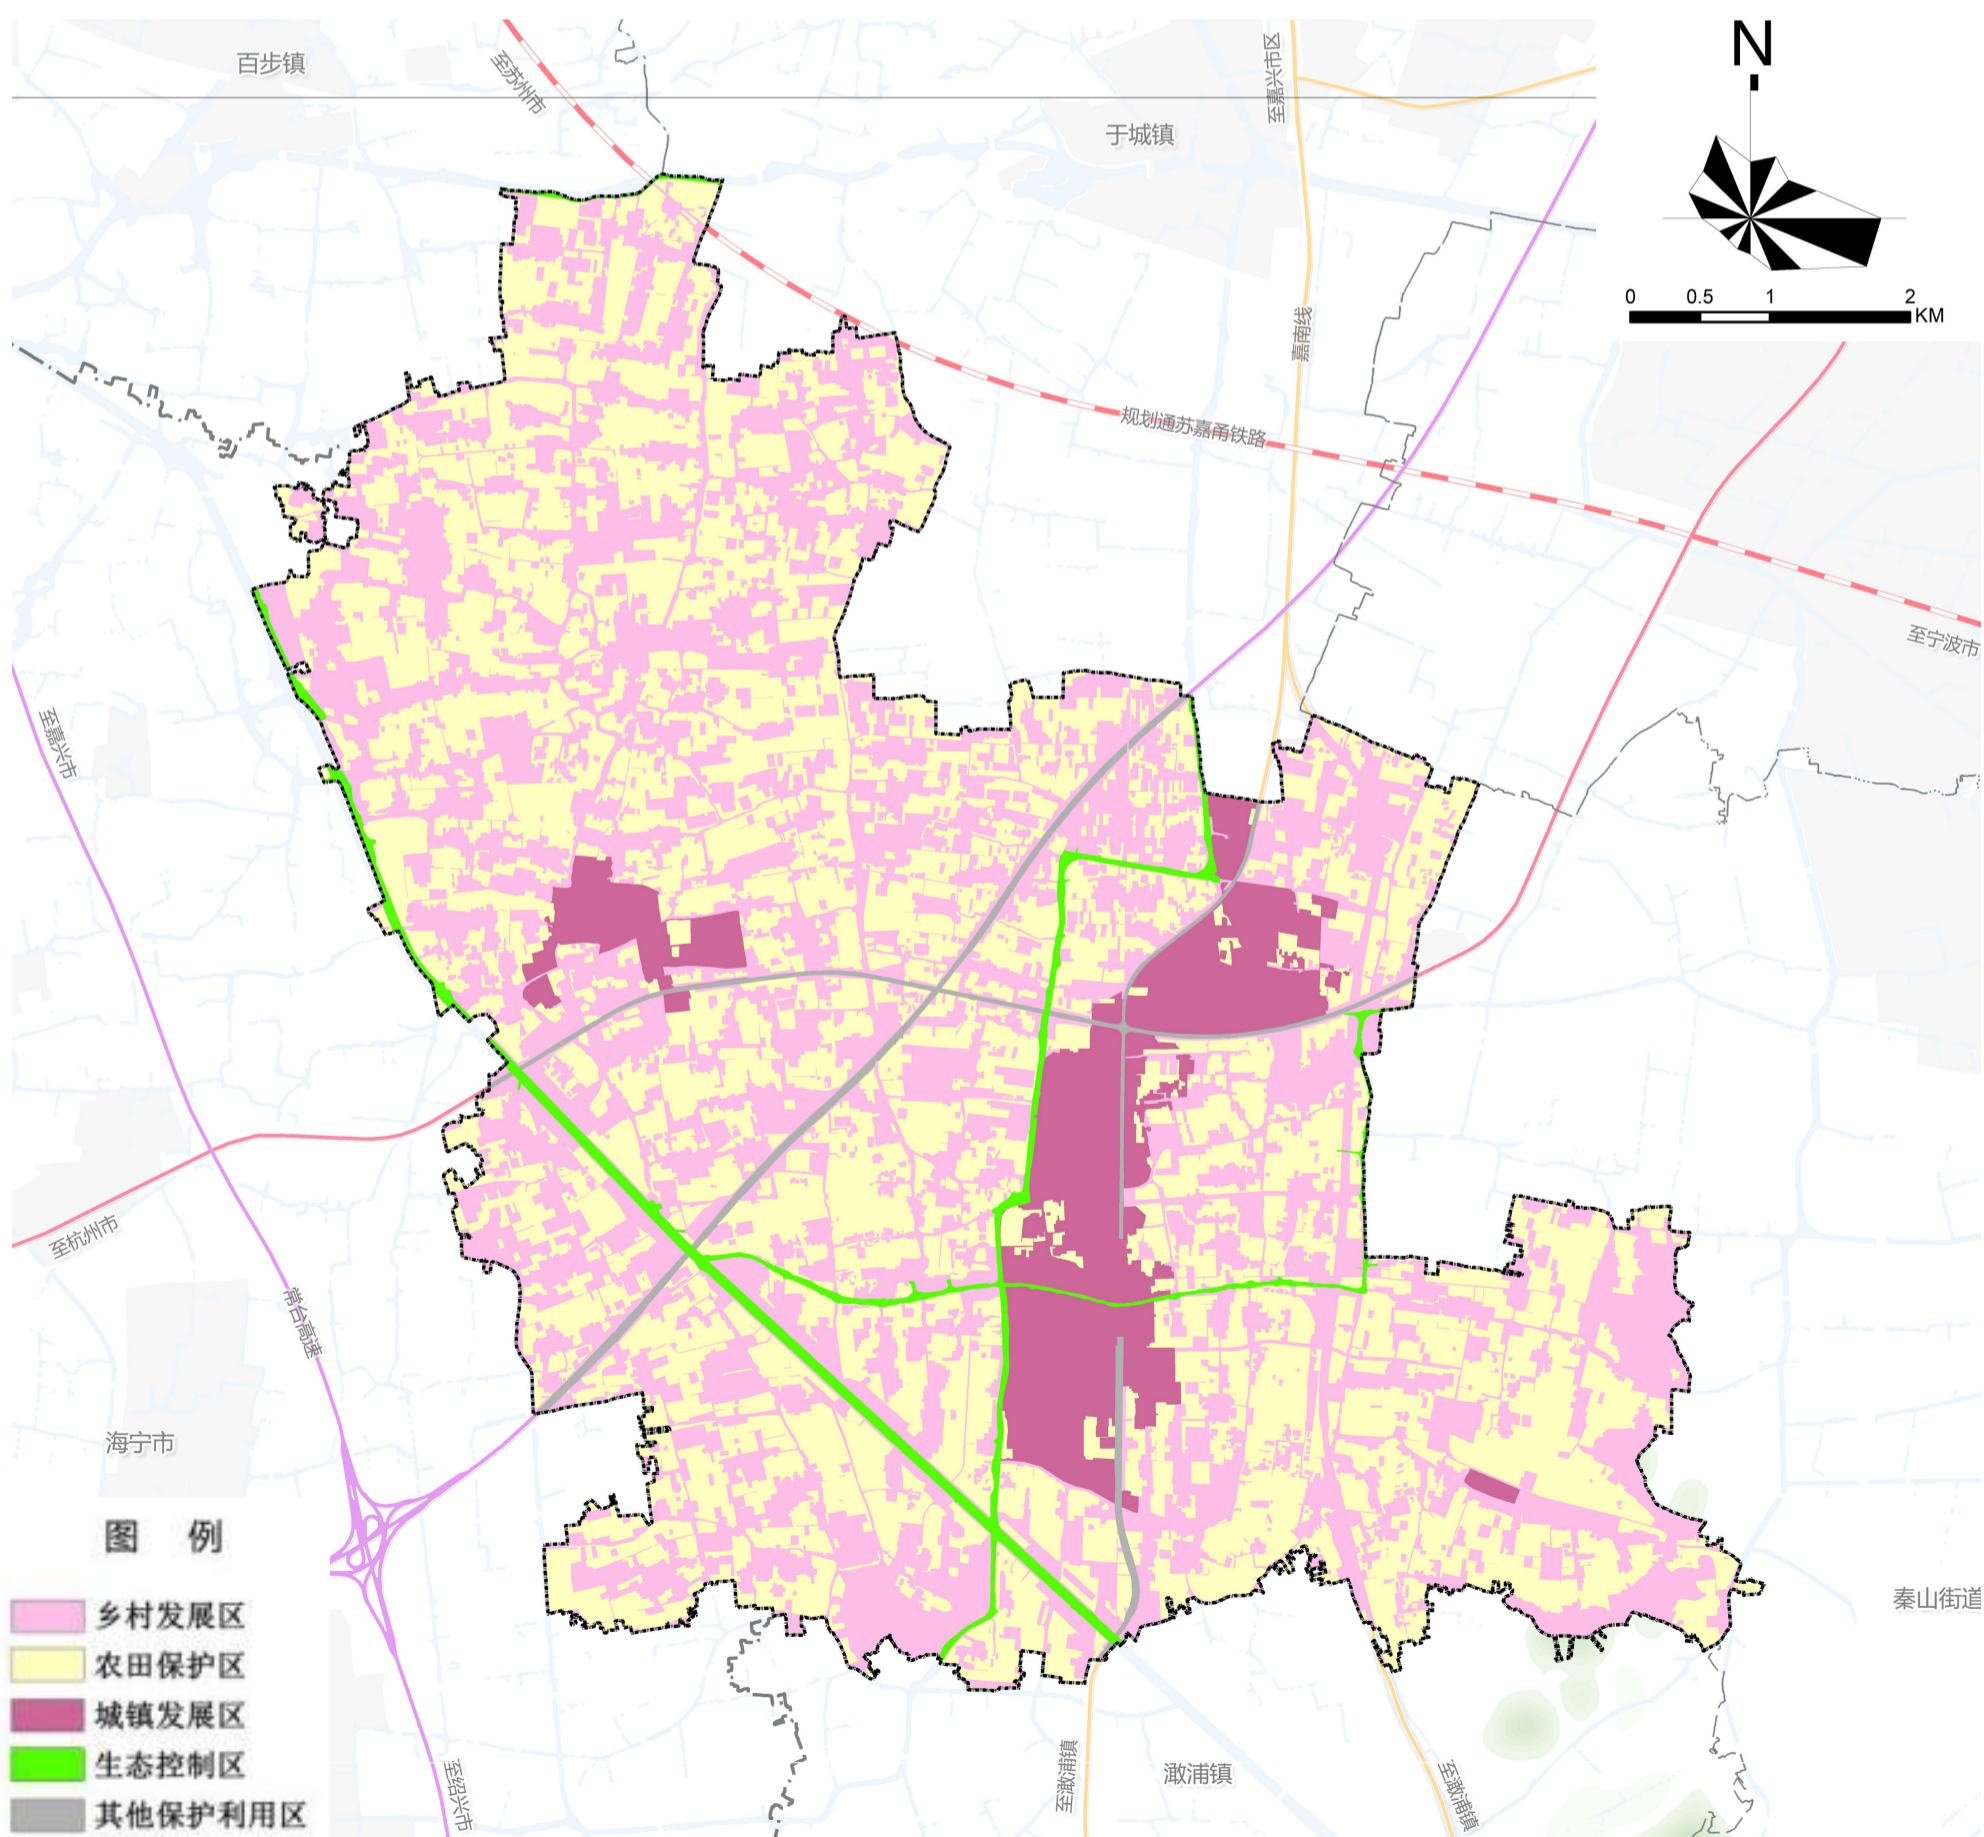 百步镇
至苏州市
于城镇
至嘉兴市区
N
0 0.5 1 2
KM
嘉南线
规划通苏嘉甬铁路
至宁波市
至嘉兴市
至杭州市
常台高速
海宁市
图 例
乡村发展区
农田保护区
城镇发展区
生态控制区
其他保护利用区
至绍兴市
至澉浦镇
澉浦镇
至澉浦镇
秦山街道